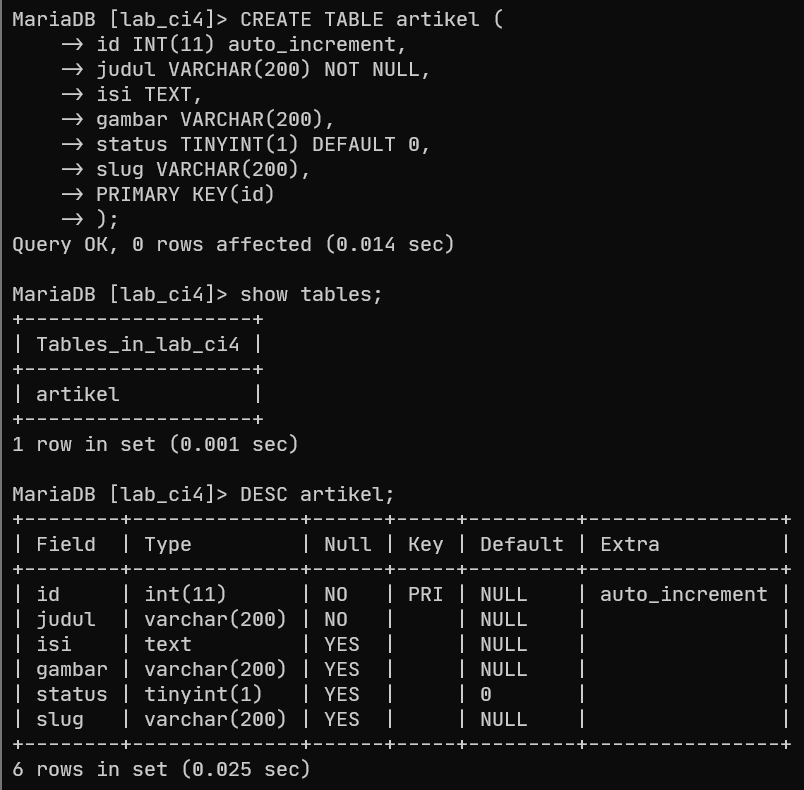 MariaDB [lab_ci4]> CREATE TABLE artikel (
    -> id INT(11) auto_increment,
    -> judul VARCHAR(200) NOT NULL,
    -> isi TEXT,
    -> gambar VARCHAR(200),
    -> status TINYINT(1) DEFAULT 0,
    -> slug VARCHAR(200),
    -> PRIMARY KEY(id)
    -> );
Query OK, 0 rows affected (0.014 sec)

MariaDB [lab_ci4]> show tables;
+-------------------+
| Tables_in_lab_ci4 |
+-------------------+
| artikel           |
+-------------------+
1 row in set (0.001 sec)

MariaDB [lab_ci4]> DESC artikel;
+--------+--------------+------+-----+---------+----------------+
| Field  | Type         | Null | Key | Default | Extra          |
+--------+--------------+------+-----+---------+----------------+
| id     | int(11)      | NO   | PRI | NULL    | auto_increment |
| judul  | varchar(200) | NO   |     | NULL    |                |
| isi    | text         | YES  |     | NULL    |                |
| gambar | varchar(200) | YES  |     | NULL    |                |
| status | tinyint(1)   | YES  |     | 0       |                |
| slug   | varchar(200) | YES  |     | NULL    |                |
+--------+--------------+------+-----+---------+----------------+
6 rows in set (0.025 sec)